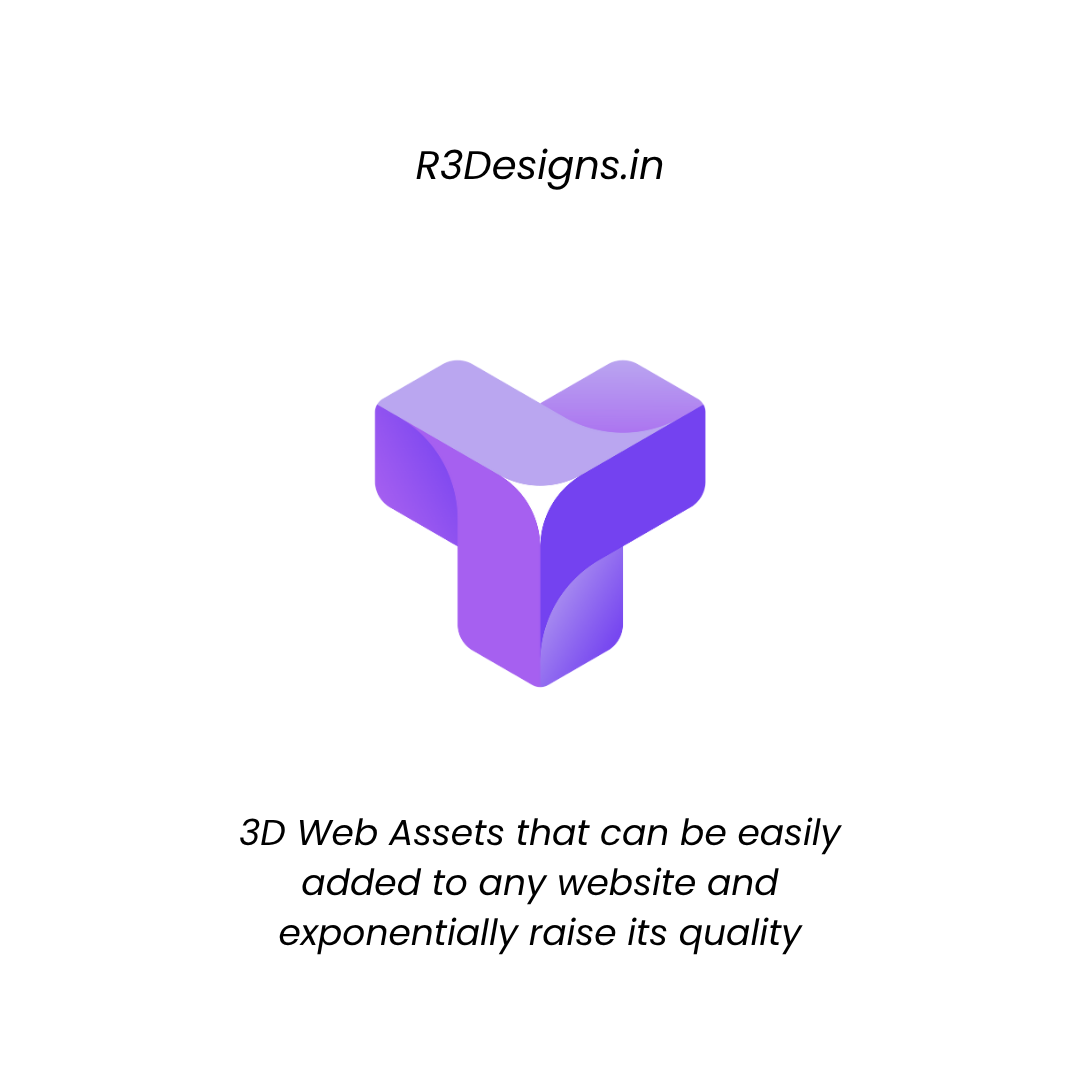 R3Designs.in
3D Web Assets that can be easily
added to any website and
exponentially raise its quality